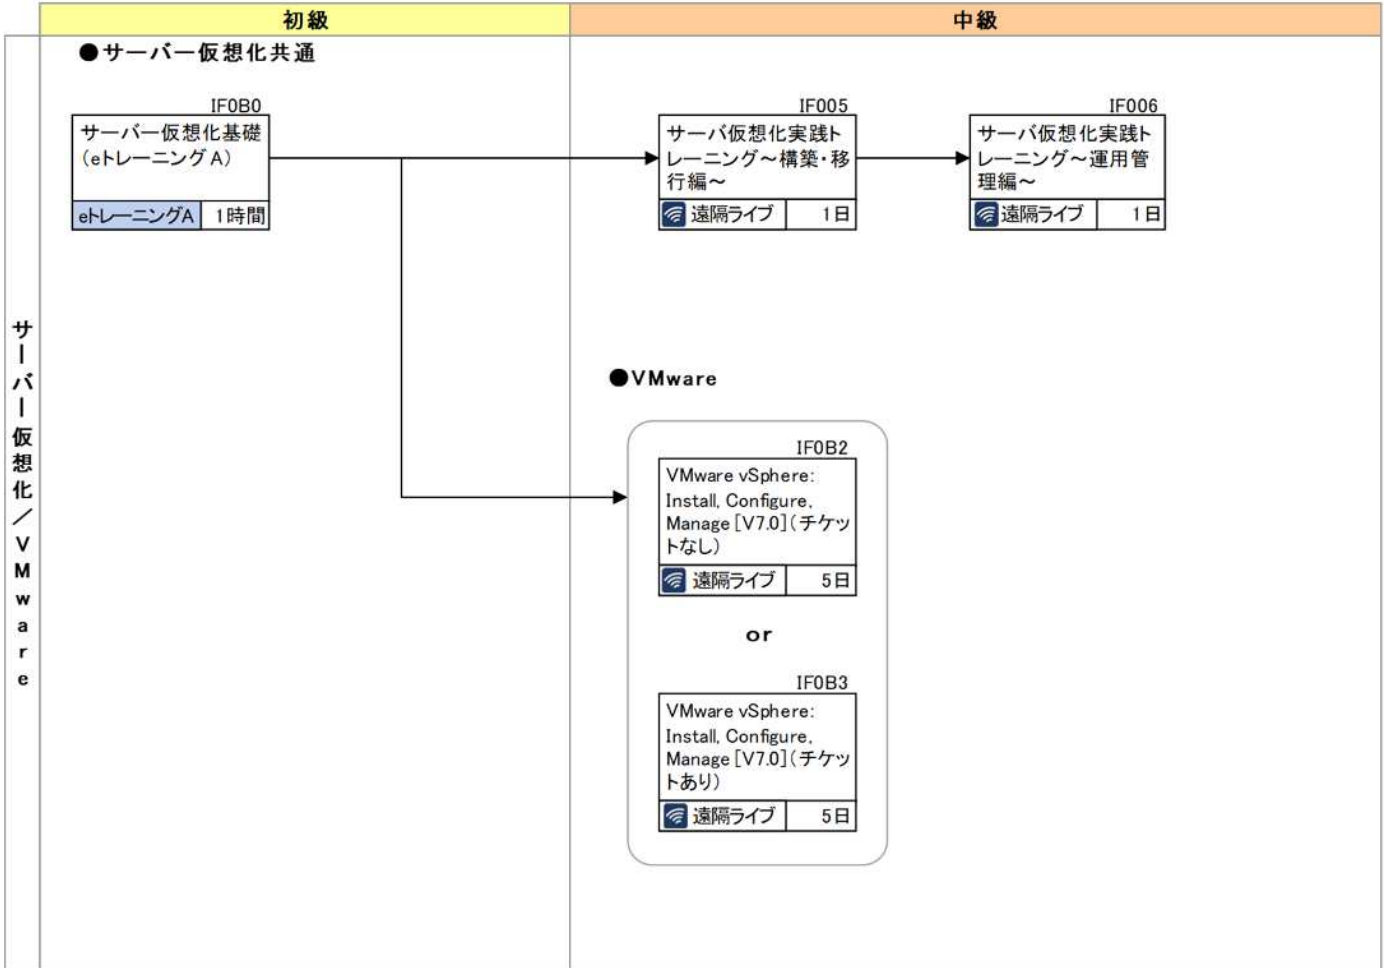 初級
中級
サーバー仮想化/VMware
●サーバー仮想化共通
IF0B0
サーバー仮想化基礎
(eトレーニングA)
eトレーニングA 1時間
IF005
サーバ仮想化実践ト
レーニング~構築・移
行編~
遠隔ライブ 1日
IF006
サーバ仮想化実践ト
レーニング~運用管
理編~
遠隔ライブ 1日
●VMware
IF0B2
VMware vSphere:
Install, Configure,
Manage [V7.0](チケッ
トなし)
遠隔ライブ 5日
or
IF0B3
VMware vSphere:
Install, Configure,
Manage [V7.0](チケッ
トあり)
遠隔ライブ 5日